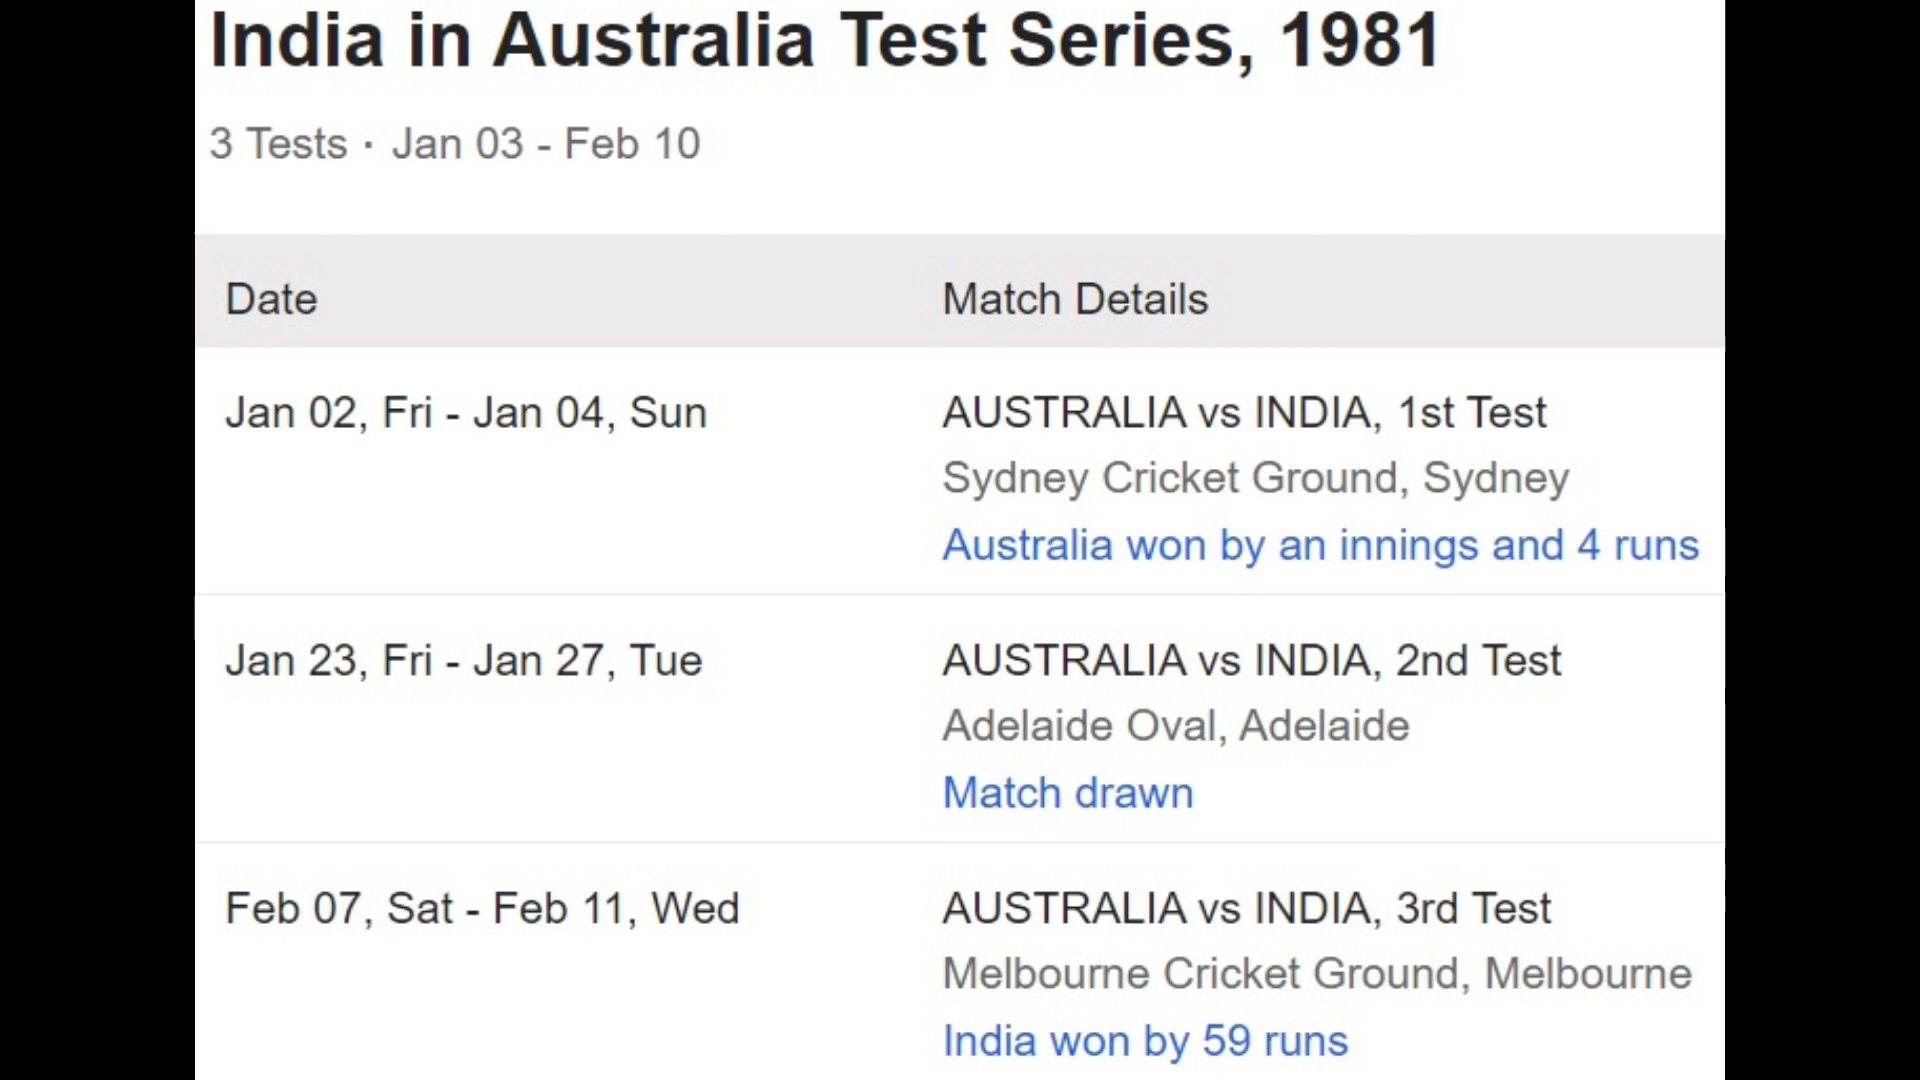 India in Australia Test Series, 1981
3 Tests · Jan 03 - Feb 10
Date Match Details
Jan 02, Fri - Jan 04, Sun AUSTRALIA vs INDIA, 1st Test
Sydney Cricket Ground, Sydney
Australia won by an innings and 4 runs
Jan 23, Fri - Jan 27, Tue AUSTRALIA vs INDIA, 2nd Test
Adelaide Oval, Adelaide
Match drawn
Feb 07, Sat - Feb 11, Wed AUSTRALIA vs INDIA, 3rd Test
Melbourne Cricket Ground, Melbourne
India won by 59 runs